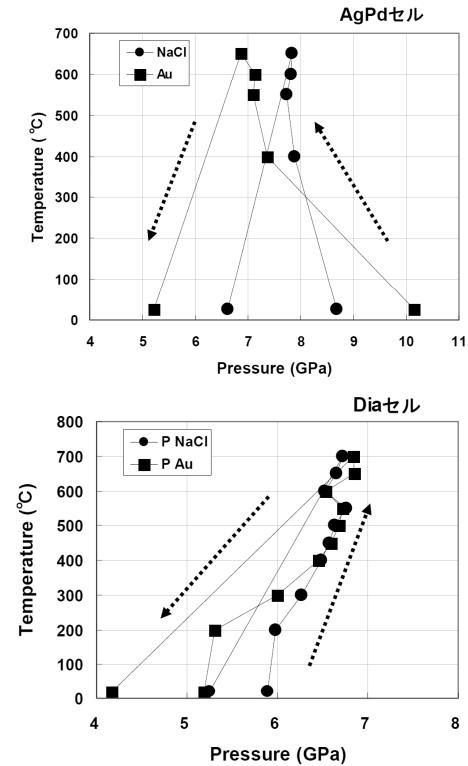 AgPdセル
700
600
500
400
300
200
100
0
Temperature (℃)
NaCl
Au
4 5 6 7 8 9 10 11
Pressure (GPa)
Diaセル
800
700
600
500
400
300
200
100
0
Temperature (℃)
P NaCl
P Au
4 5 6 7 8
Pressure (GPa)